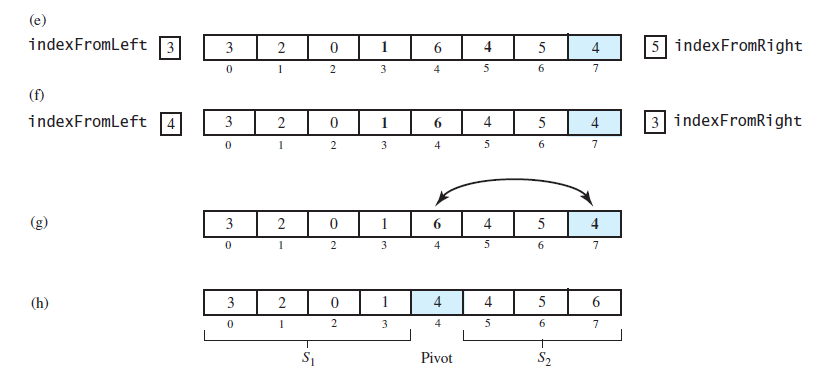 (e)
indexFromLeft 3 3 2 0 1 6 4 5 4 5 indexFromRight
0 1 2 3 4 5 6 7
(f)
indexFromLeft 4 3 2 0 1 6 4 5 4 3 indexFromRight
0 1 2 3 4 5 6 7
(g) 3 2 0 1 6 4 5 4
0 1 2 3 4 5 6 7
(h) 3 2 0 1 4 4 5 6
0 1 2 3 4 5 6 7
S1 Pivot S2